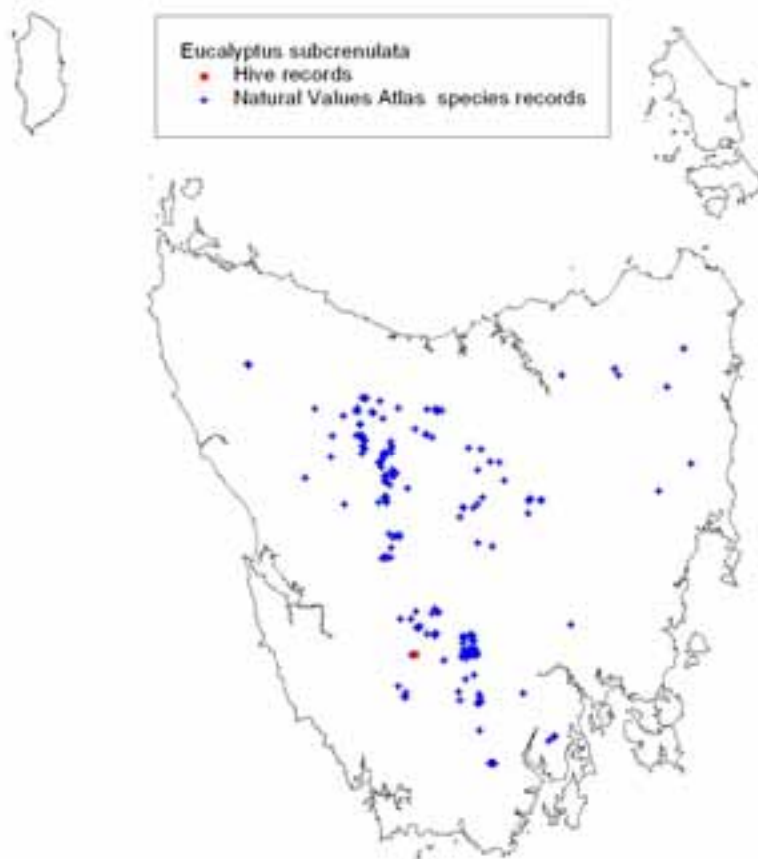 Eucalyptus subcrenulata
Hive records
Natural Values Atlas species records